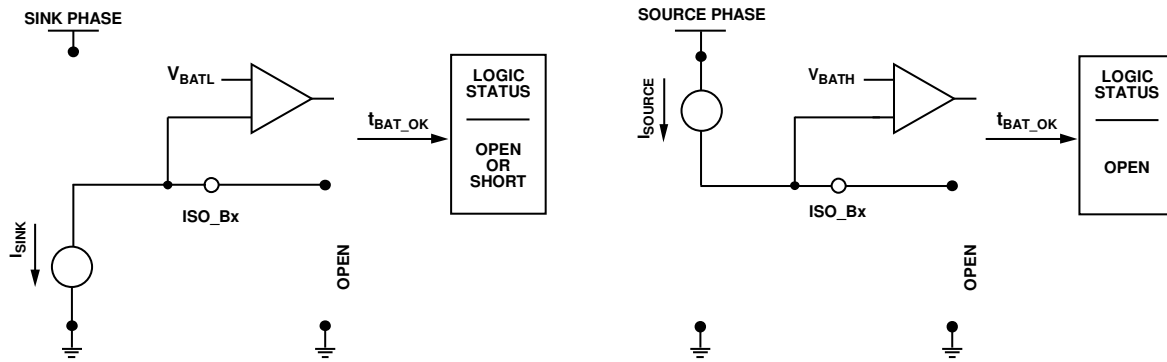 SINK PHASE
V_BATL
LOGIC
STATUS
t_BAT_OK
OPEN
OR
SHORT
ISO_Bx
I_SINK
OPEN
SOURCE PHASE
I_SOURCE
V_BATH
LOGIC
STATUS
t_BAT_OK
OPEN
ISO_Bx
OPEN